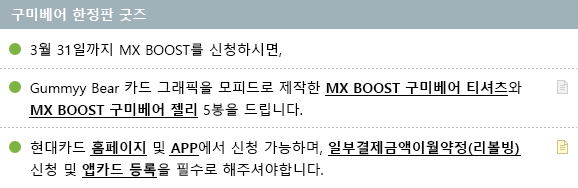 구미베어 한정판 굿즈
3월 31일까지 MX BOOST를 신청하시면,
Gummyy Bear 카드 그래픽을 모피드로 제작한 MX BOOST 구미베어 티셔츠와
MX BOOST 구미베어 젤리 5봉을 드립니다.
현대카드 홈페이지 및 APP에서 신청 가능하며, 일부결제금액이월약정(리볼빙)
신청 및 앱카드 등록을 필수로 해주셔야합니다.